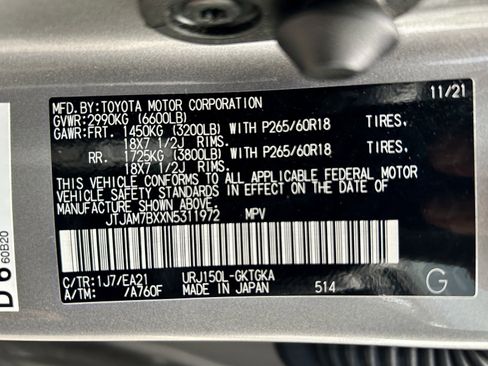 MFD.BY:TOYOTA MOTOR CORPORATION 11/21
GVWR:2990KG (6600LB)
GAWR:FRT. 1450KG (3200LB) WITH P265/60R18 TIRES.
18X7 1/2J RIMS.
RR. 1725KG (3800LB) WITH P265/60R18 TIRES.
18X7 1/2J RIMS.
THIS VEHICLE CONFORMS TO ALL APPLICABLE FEDERAL MOTOR
VEHICLE SAFETY STANDARDS IN EFFECT ON THE DATE OF
MANUFACTURE SHOWN ABOVE.
JTJAM7BXXN5311972 MPV
C/TR:1J7/EA21 URJ150L-GKTGKA
A/TM: /A760F MADE IN JAPAN 514
G
60B20